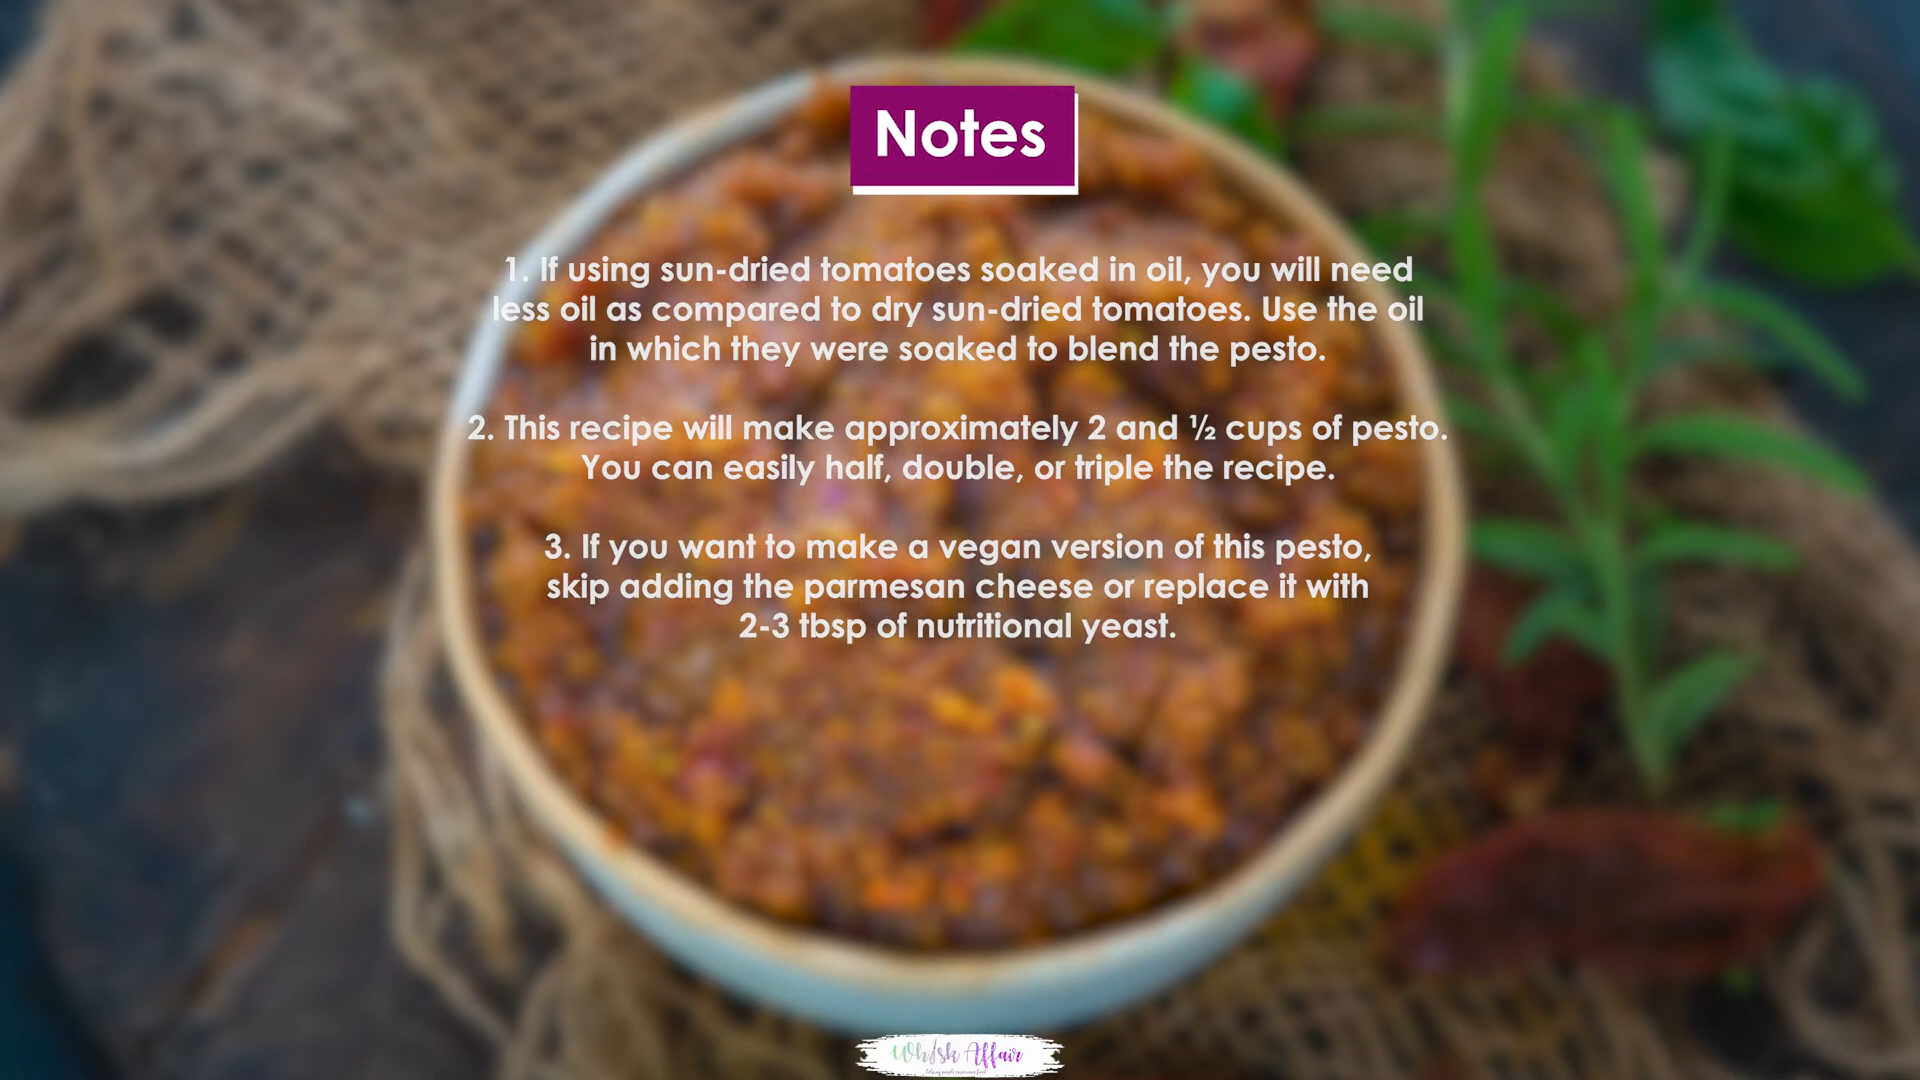 Notes
1. If using sun-dried tomatoes soaked in oil, you will need
less oil as compared to dry sun-dried tomatoes. Use the oil
in which they were soaked to blend the pesto.
2. This recipe will make approximately 2 and ½ cups of pesto.
You can easily half, double, or triple the recipe.
3. If you want to make a vegan version of this pesto,
skip adding the parmesan cheese or replace it with
2-3 tbsp of nutritional yeast.
Whisk Affair